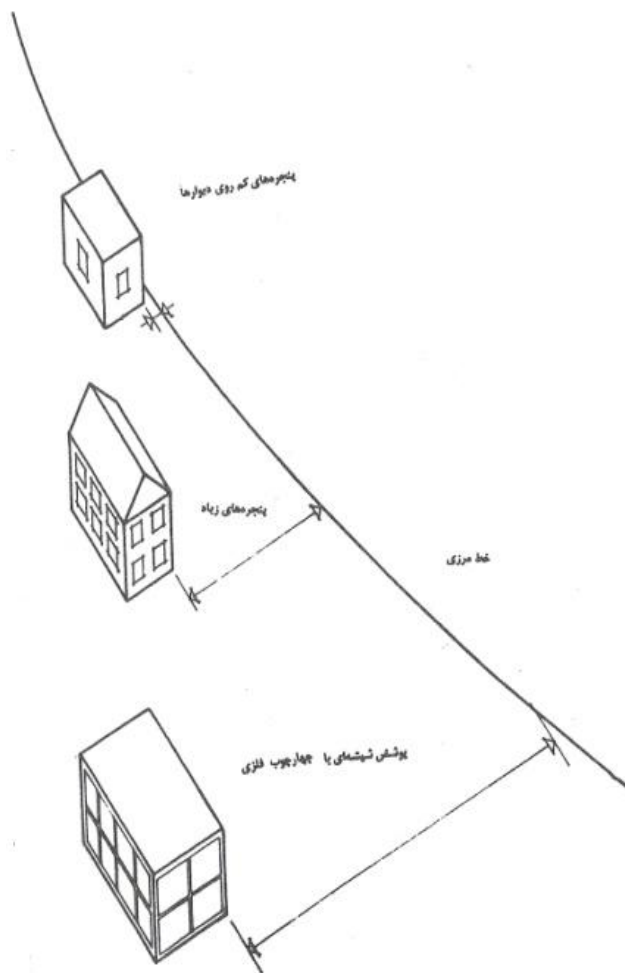 پنجره‌های کم روی دیوارها
پنجره‌های زیاد
خط مرزی
پوشش شیشه‌ای با چهارچوب فلزی